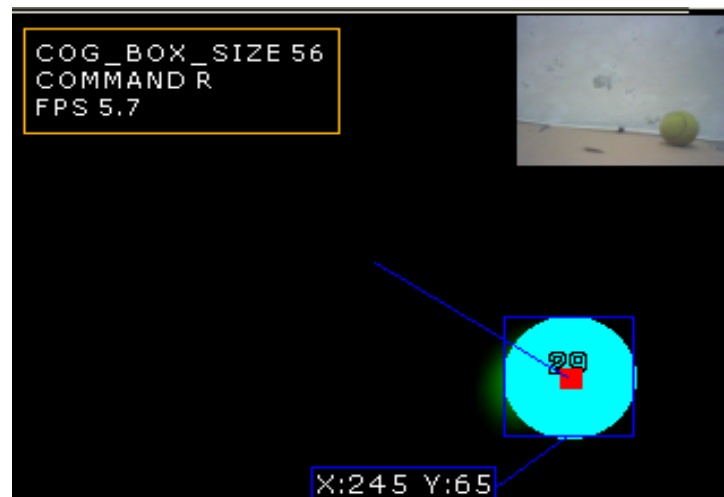 COG_BOX_SIZE 56
COMMAND R
FPS 5.7
29
X:245 Y:65